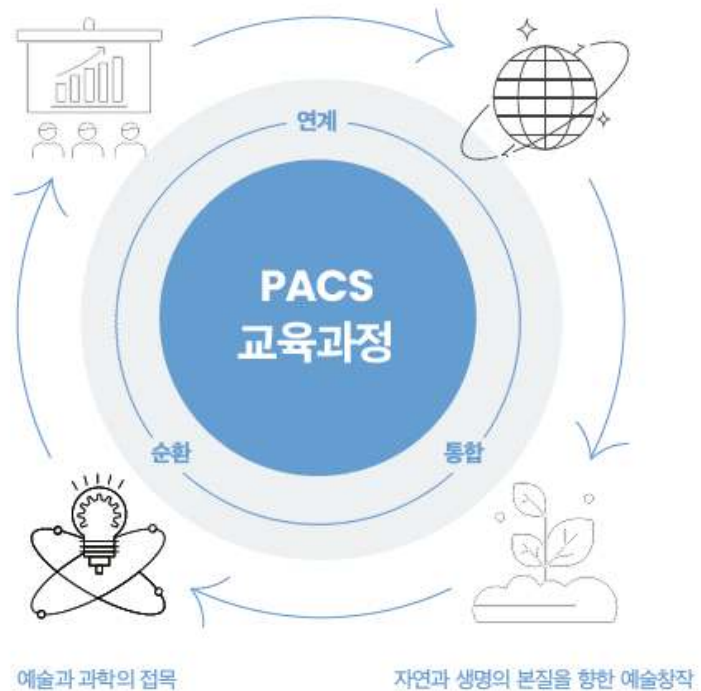 연계
PACS
교육과정
순환
통합
예술과 과학의 접목
자연과 생명의 본질을 향한 예술창작